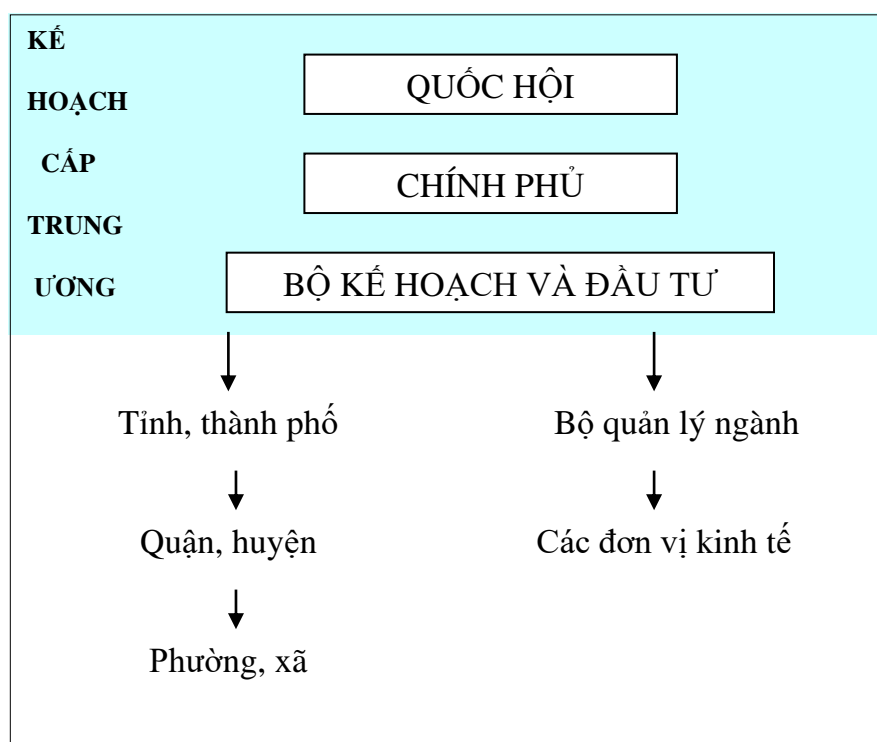 KẾ
HOẠCH
CẤP
TRUNG
ƯƠNG
QUỐC HỘI
CHÍNH PHỦ
BỘ KẾ HOẠCH VÀ ĐẦU TƯ
Tỉnh, thành phố
Bộ quản lý ngành
Quận, huyện
Các đơn vị kinh tế
Phường, xã